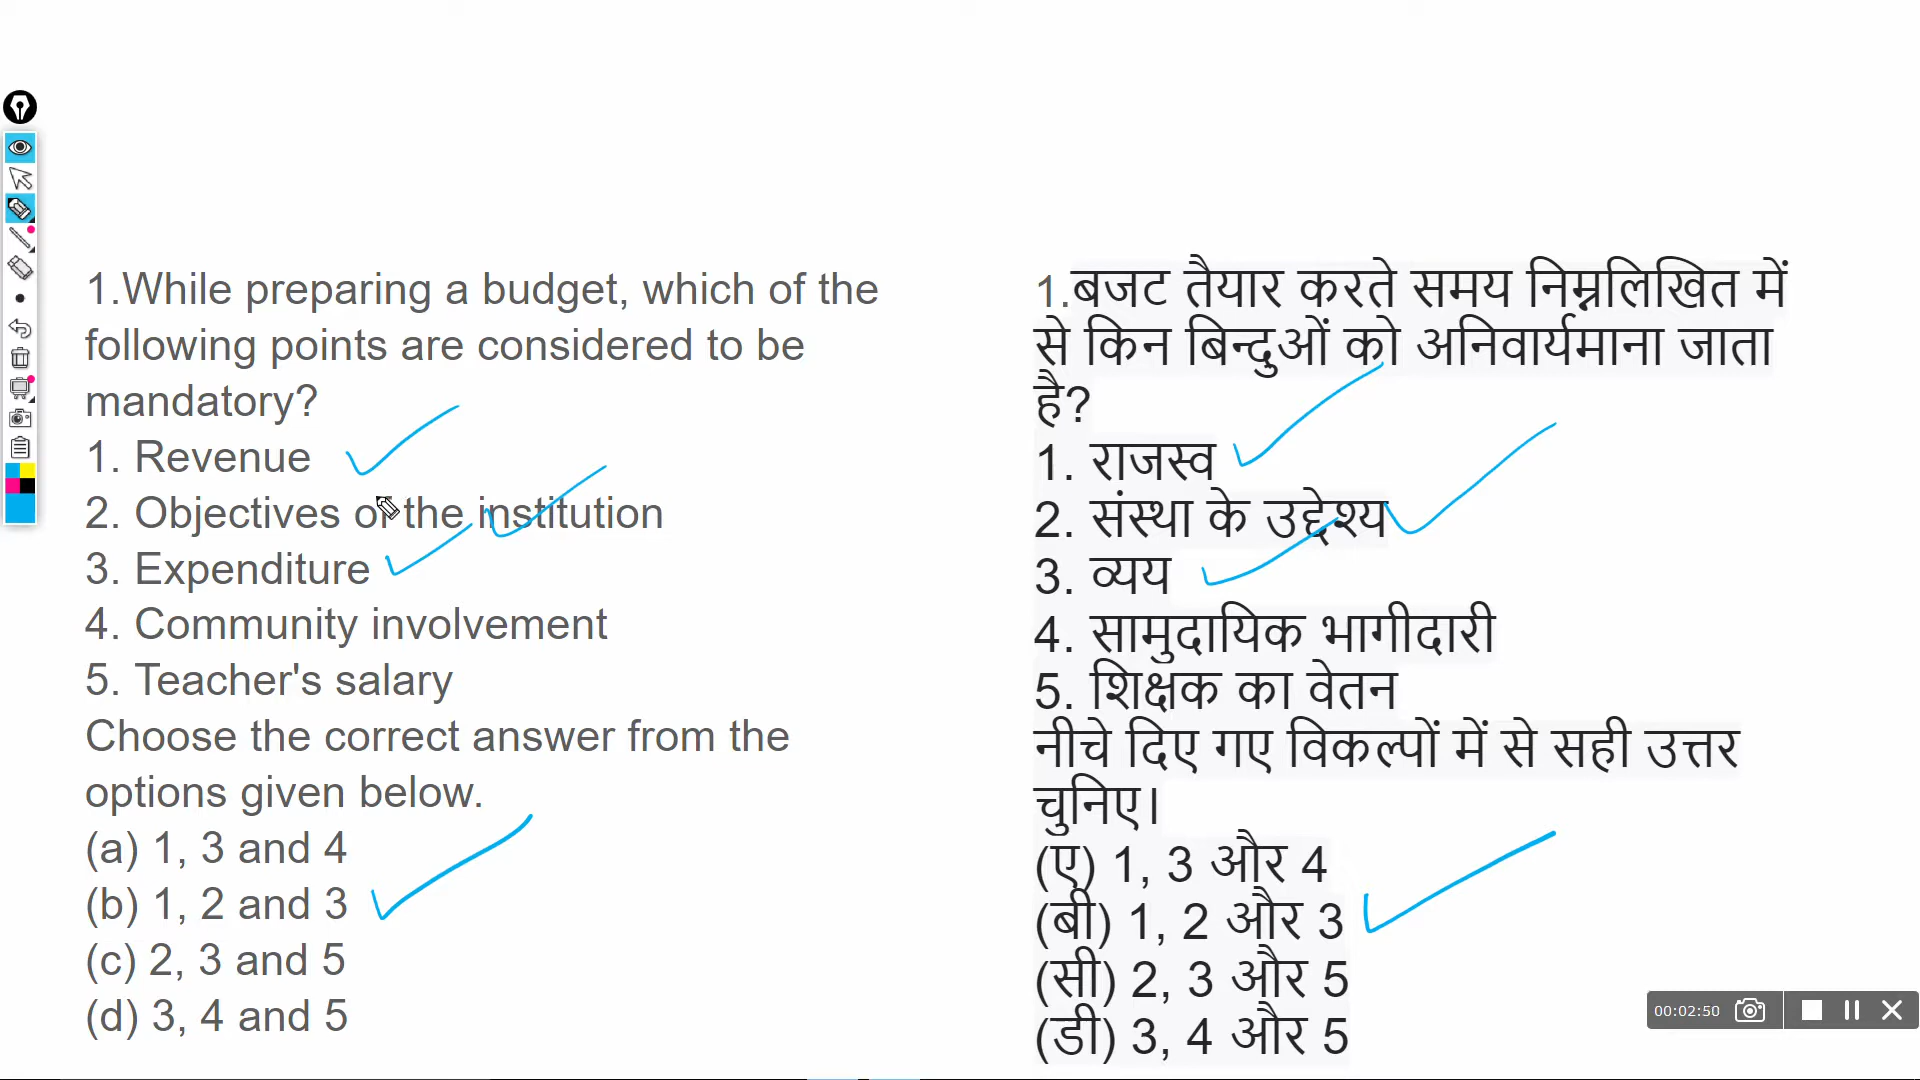 1.While preparing a budget, which of the
following points are considered to be
mandatory?
1. Revenue
2. Objectives of the institution
3. Expenditure
4. Community involvement
5. Teacher's salary
Choose the correct answer from the
options given below.
(a) 1, 3 and 4
(b) 1, 2 and 3
(c) 2, 3 and 5
(d) 3, 4 and 5
1.बजट तैयार करते समय निम्नलिखित में
से किन बिन्दुओं को अनिवार्यमाना जाता
है?
1. राजस्व
2. संस्था के उद्देश्य
3. व्यय
4. सामुदायिक भागीदारी
5. शिक्षक का वेतन
नीचे दिए गए विकल्पों में से सही उत्तर
चुनिए।
(ए) 1, 3 और 4
(बी) 1, 2 और 3
(सी) 2, 3 और 5
(डी) 3, 4 और 5
00:02:50